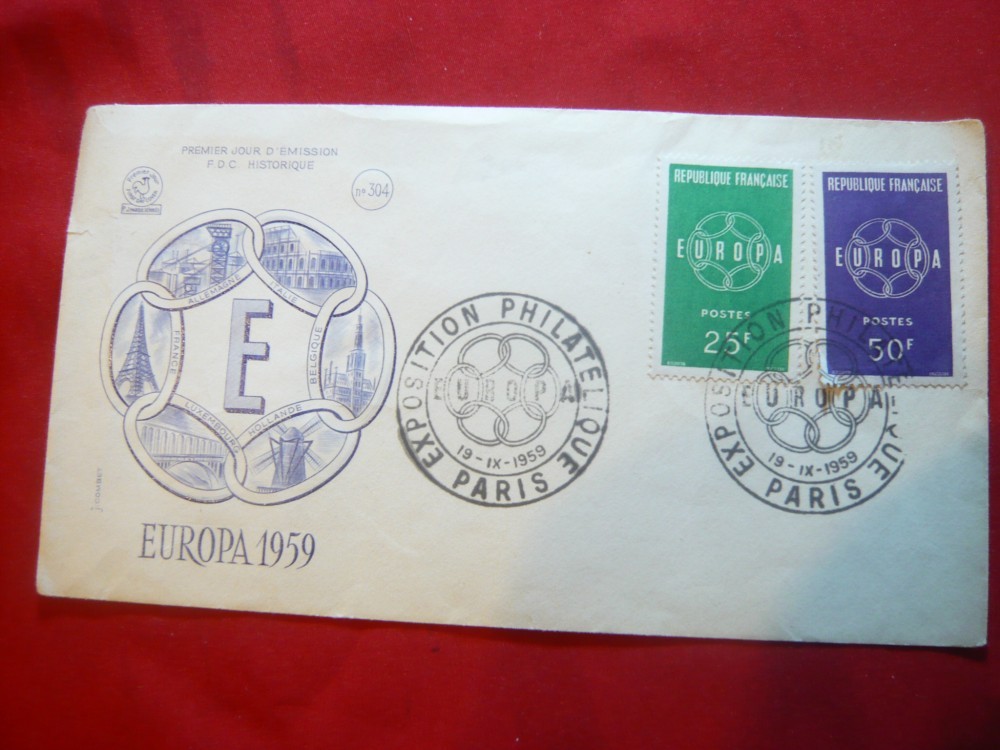 PREMIER JOUR D'EMISSION
F.D.C. HISTORIQUE
nº 304
ALLEMAGNE
ITALIE
FRANCE
E
BELGIQUE
LUXEMBOURG
HOLLANDE
EUROPA 1959
EXPOSITION PHILATELIQUE
EUROPA
19-IX-1959
PARIS
REPUBLIQUE FRANÇAISE
EUROPA
POSTES
25F
REPUBLIQUE FRANÇAISE
EUROPA
POSTES
50F
EXPOSITION PHILATELIQUE
EUROPA
19-IX-1959
PARIS